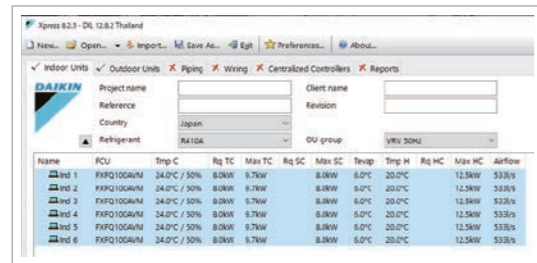 Xpress 8.2.3 - DIL 12.8.2 Thailand
New... Open... Import... Save As... Exit Preferences... About...
Indoor Units Outdoor Units Piping Wiring Centralized Controllers Reports
DAIKIN Project name Client name
Reference Revision
Country Japan
Refrigerant R410A OU group VRV 50Hz
Name FCU Tmp C Rq TC Max TC Rq SC Max SC Tevap Tmp H Rq HC Max HC Airflow
Ind 1 FXFQ100AVM 24.0°C / 50% 8.0kW 9.7kW 8.0kW 6.0°C 20.0°C 12.5kW 533l/s
Ind 2 FXFQ100AVM 24.0°C / 50% 8.0kW 9.7kW 8.0kW 6.0°C 20.0°C 12.5kW 533l/s
Ind 3 FXFQ100AVM 24.0°C / 50% 8.0kW 9.7kW 8.0kW 6.0°C 20.0°C 12.5kW 533l/s
Ind 4 FXFQ100AVM 24.0°C / 50% 8.0kW 9.7kW 8.0kW 6.0°C 20.0°C 12.5kW 533l/s
Ind 5 FXFQ100AVM 24.0°C / 50% 8.0kW 9.7kW 8.0kW 6.0°C 20.0°C 12.5kW 533l/s
Ind 6 FXFQ100AVM 24.0°C / 50% 8.0kW 9.7kW 8.0kW 6.0°C 20.0°C 12.5kW 533l/s